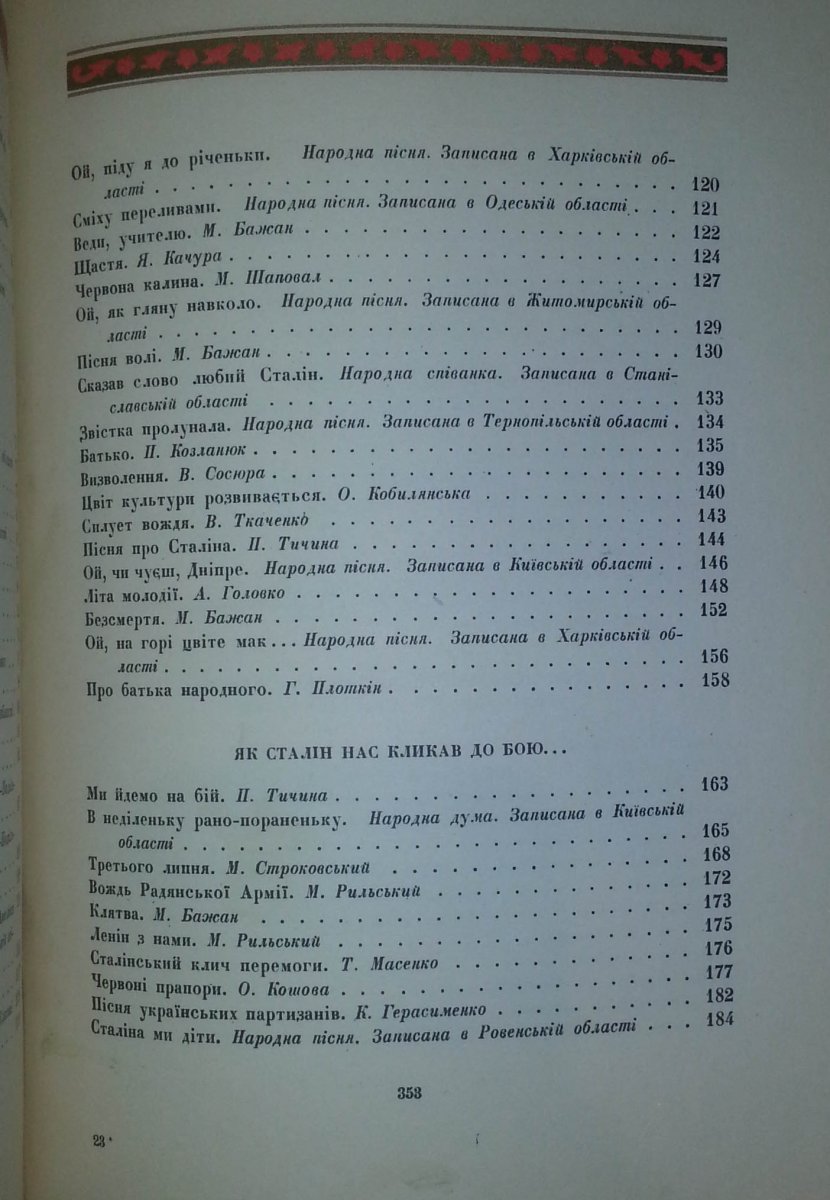 Ой, піду я до річеньки. Народна пісня. Записана в Харківській об-
ласті . . . . . . . . . . . . . . . . . . . . . . . . . 120
Сміху переливами. Народна пісня. Записана в Одеській області . . . 121
Веди, учителю. М. Бажан . . . . . . . . . . . . . . . . . 122
Щастя. Я. Качура . . . . . . . . . . . . . . . . . . . . 124
Червона калина. М. Шаповал . . . . . . . . . . . . . . . . 127
Ой, як гляну навколо. Народна пісня. Записана в Житомирській об-
ласті . . . . . . . . . . . . . . . . . . . . . . . . . 129
Пісня волі. М. Бажан . . . . . . . . . . . . . . . . . . . 130
Сказав слово любий Сталін. Народна співанка. Записана в Стані-
славській області . . . . . . . . . . . . . . . . . . . 133
Звістка пролунала. Народна пісня. Записана в Тернопільській області . 134
Батько. П. Козланюк . . . . . . . . . . . . . . . . . . . 135
Визволення. В. Сосюра . . . . . . . . . . . . . . . . . . 139
Цвіт культури розвивається. О. Кобилянська . . . . . . . . . . 140
Силует вождя. В. Ткаченко . . . . . . . . . . . . . . . . 143
Пісня про Сталіна. П. Тичина . . . . . . . . . . . . . . . 144
Ой, чи чуєш, Дніпре. Народна пісня. Записана в Київській області . . 146
Літа молодії. А. Головко . . . . . . . . . . . . . . . . . 148
Безсмертя. М. Бажан . . . . . . . . . . . . . . . . . . . 152
Ой, на горі цвіте мак... Народна пісня. Записана в Харківській об-
ласті . . . . . . . . . . . . . . . . . . . . . . . . . 156
Про батька народного. Г. Плоткін . . . . . . . . . . . . . . 158
ЯК СТАЛІН НАС КЛИКАВ ДО БОЮ...
Ми йдемо на бій. П. Тичина . . . . . . . . . . . . . . . . 163
В неділеньку рано-пораненьку. Народна дума. Записана в Київській
області . . . . . . . . . . . . . . . . . . . . . . . . 165
Третього липня. М. Строковський . . . . . . . . . . . . . . 168
Вождь Радянської Армії. М. Рильський . . . . . . . . . . . . 172
Клятва. М. Бажан . . . . . . . . . . . . . . . . . . . . 173
Ленін з нами. М. Рильський . . . . . . . . . . . . . . . . 175
Сталінський клич перемоги. Т. Масенко . . . . . . . . . . . . 176
Червоні прапори. О. Кошова . . . . . . . . . . . . . . . . 177
Пісня українських партизанів. К. Герасименко . . . . . . . . . 182
Сталіна ми діти. Народна пісня. Записана в Ровенській області . . . 184
353
23*